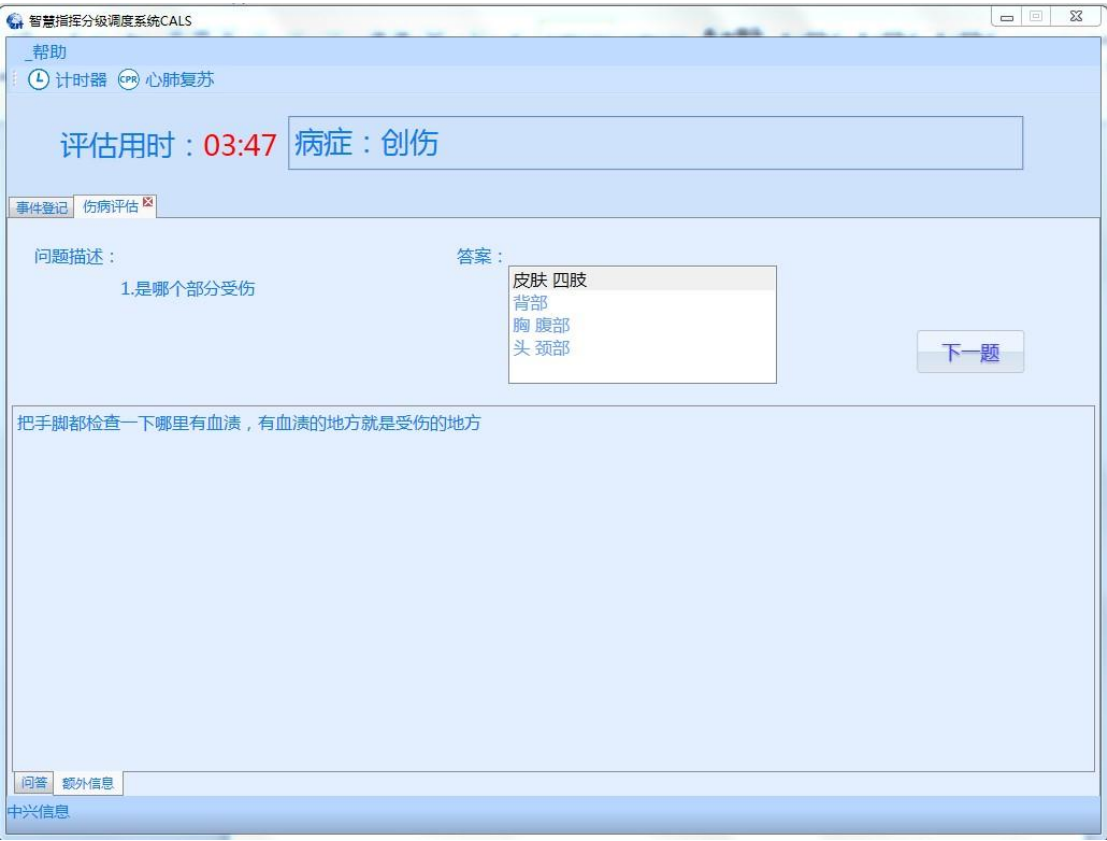 智慧指挥分级调度系统CALS
_帮助
计时器 CPR 心肺复苏
评估用时：03:47 病症：创伤
事件登记 伤病评估
问题描述： 答案：
1.是哪个部分受伤
皮肤 四肢
背部
胸 腹部
头 颈部
下一题
把手脚都检查一下哪里有血渍，有血渍的地方就是受伤的地方
问答 额外信息
中兴信息